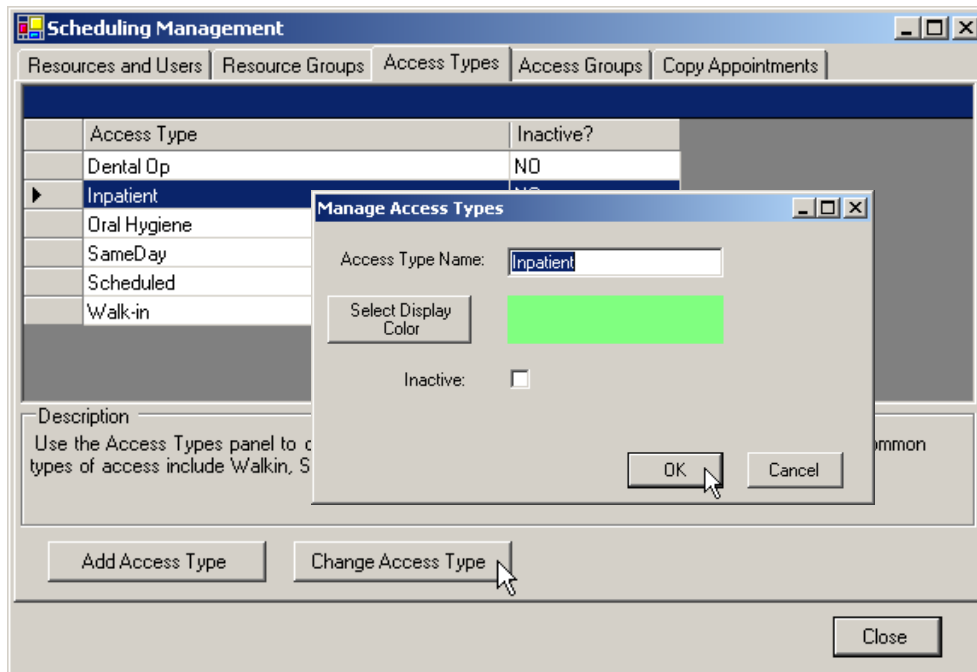 Scheduling Management
Resources and Users Resource Groups Access Types Access Groups Copy Appointments
Access Type Inactive?
Dental Op NO
Inpatient
Oral Hygiene
SameDay
Scheduled
Walk-in
Manage Access Types
Access Type Name: Inpatient
Select Display
Color
Inactive:
OK Cancel
Description
Use the Access Types panel to
types of access include Walkin, S
Add Access Type Change Access Type
Close